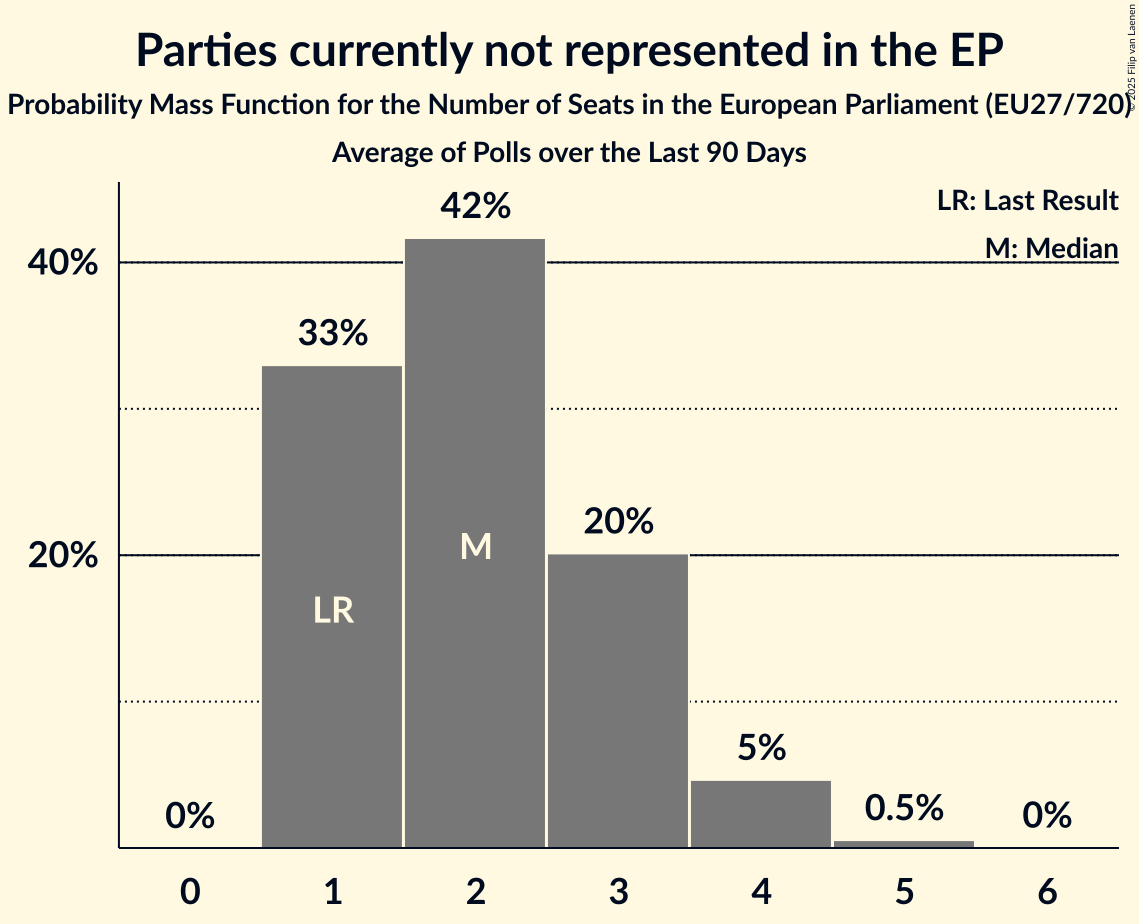 Parties currently not represented in the EP
Probability Mass Function for the Number of Seats in the European Parliament (EU27/720)
Average of Polls over the Last 90 Days
© 2025 Filip van Laenen
LR: Last Result
M: Median
40%
20%
0%
33%
42%
20%
5%
0.5%
0%
LR
M
0 1 2 3 4 5 6